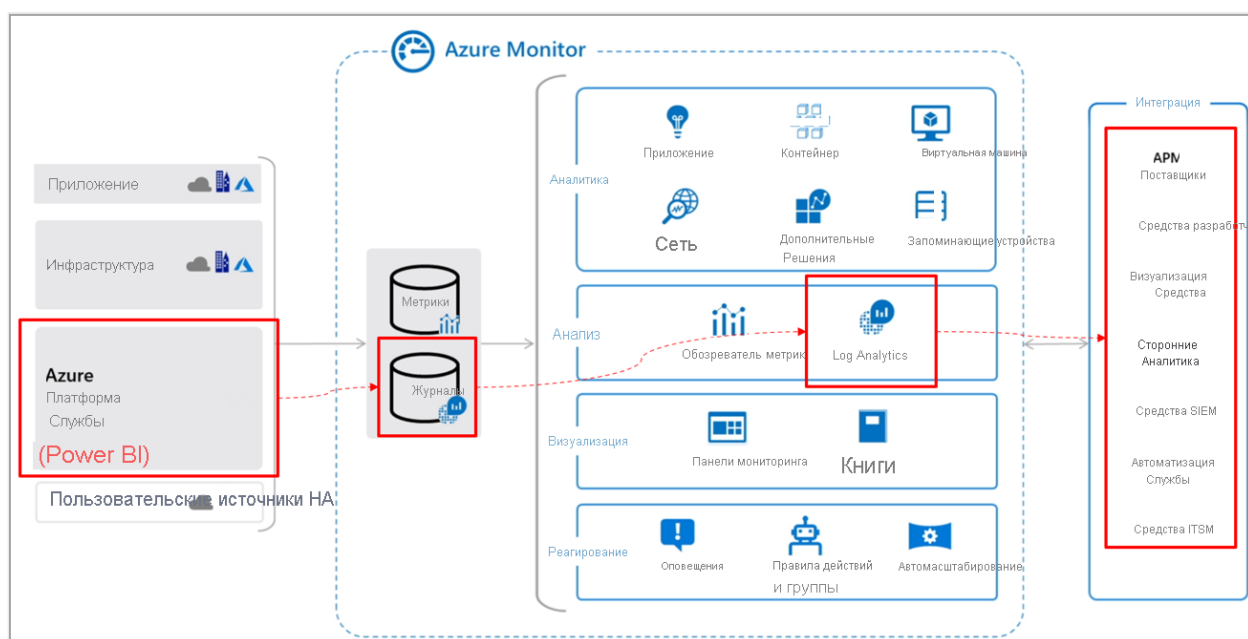 Azure Monitor
Приложение
Инфраструктура
Azure
Платформа
Службы
(Power BI)
Пользовательские источники НА
Метрики
Журналы
Аналитика
Приложение
Контейнер
Виртуальная машина
Сеть
Дополнительные
Решения
Запоминающие устройства
Анализ
Обозреватель метрик
Log Analytics
Визуализация
Панели мониторинга
Книги
Реагирование
Оповещения
Правила действий
и группы
Автомасштабирование
Интеграция
APM
Поставщики
Средства разработч
Визуализация
Средства
Сторонние
Аналитика
Средства SIEM
Автоматизация
Службы
Средства ITSM